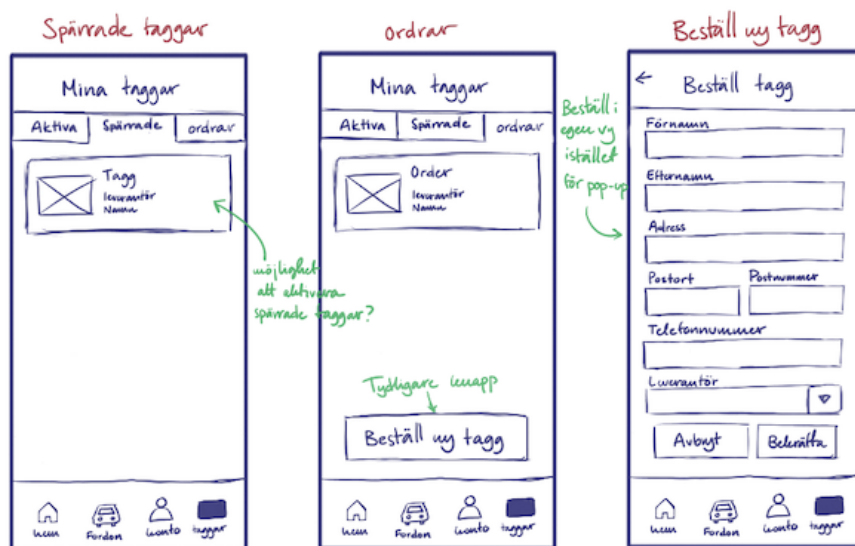 Spärrade taggar
Mina taggar
Aktiva
Spärrade
ordrar
Tagg
leverantör
Namn
möjlighet
att aktivera
spärrade taggar?
hem
Fordon
konto
taggar
ordrar
Mina taggar
Aktiva
Spärrade
ordrar
Order
leverantör
Namn
Tydligare knapp
Beställ ny tagg
hem
Fordon
konto
taggar
Beställ ny tagg
Beställ i
egen vy
istället
för pop-up
← Beställ tagg
Förnamn
Efternamn
Adress
Postort
Postnummer
Telefonnummer
Leverantör
Avbryt
Bekräfta
hem
Fordon
konto
taggar